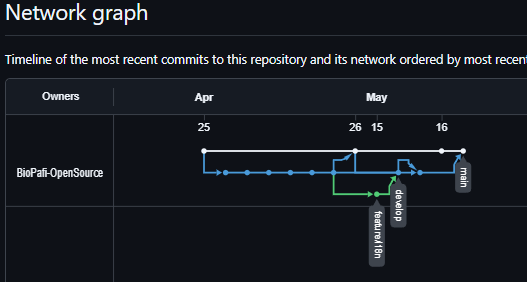 Network graph
Timeline of the most recent commits to this repository and its network ordered by most recen
Owners
Apr
May
25
26
15
16
BioPafi-OpenSource
main
develop
feature/i18n